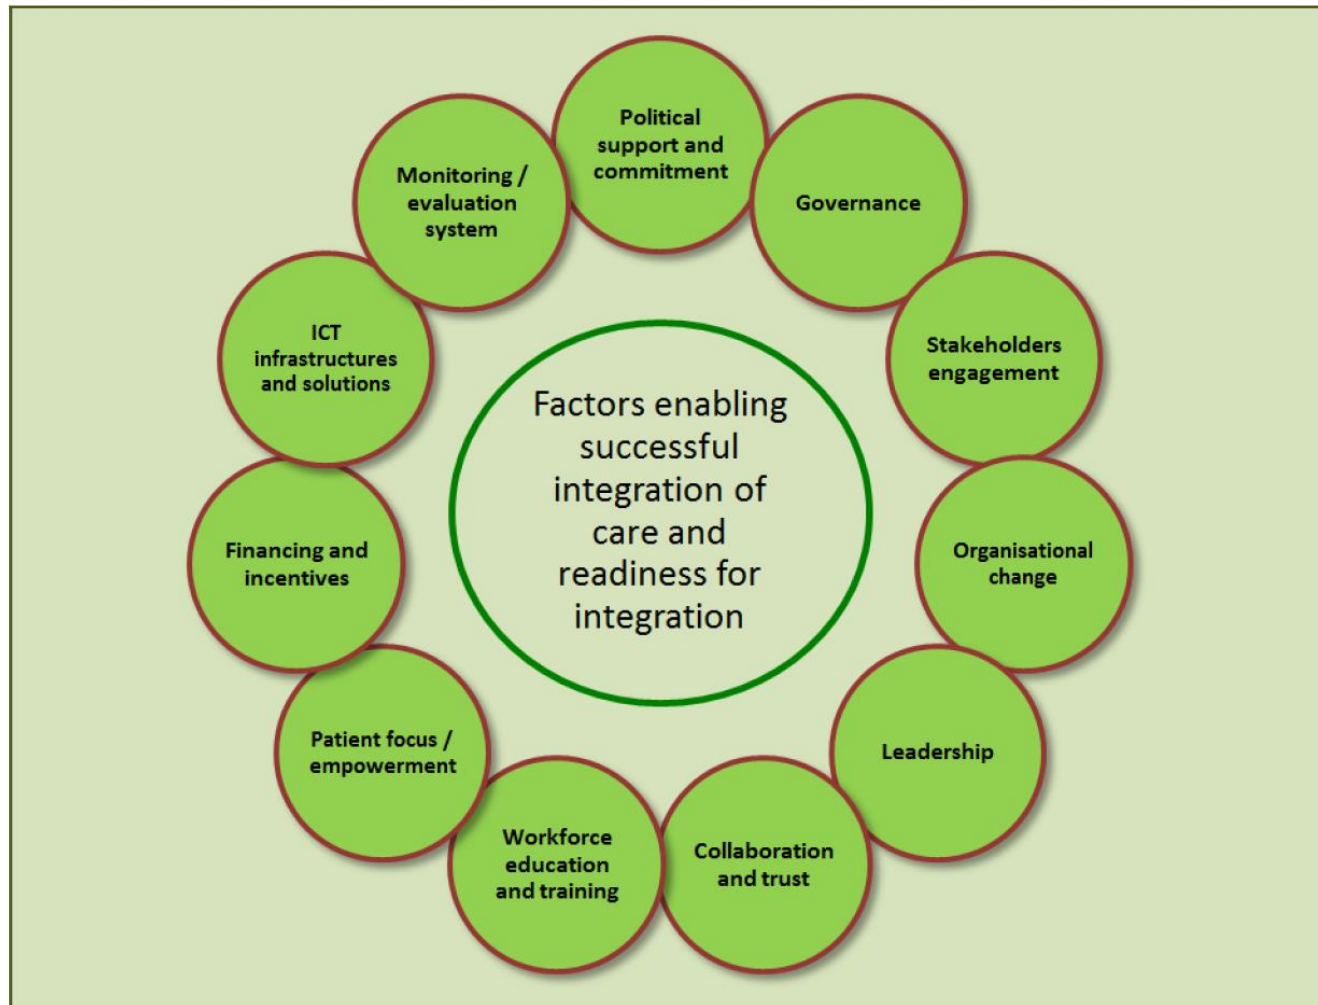 Political
support and
commitment
Governance
Stakeholders
engagement
Organisational
change
Leadership
Collaboration
and trust
Workforce
education
and training
Patient focus /
empowerment
Financing and
incentives
ICT
infrastructures
and solutions
Monitoring /
evaluation
system
Factors enabling
successful
integration of
care and
readiness for
integration